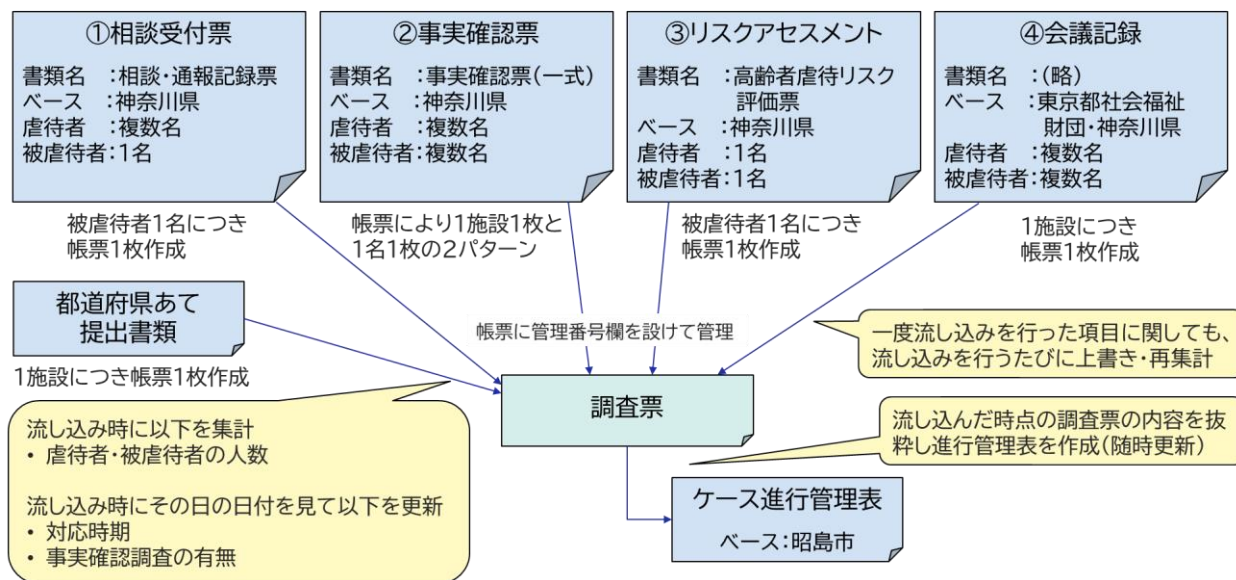 ①相談受付票
書類名　：相談・通報記録票
ベース　：神奈川県
虐待者　：複数名
被虐待者：1名
被虐待者1名につき
帳票1枚作成
②事実確認票
書類名　：事実確認票(一式)
ベース　：神奈川県
虐待者　：複数名
被虐待者：複数名
帳票により1施設1枚と
1名1枚の2パターン
③リスクアセスメント
書類名　：高齢者虐待リスク
評価票
ベース　：神奈川県
虐待者　：1名
被虐待者：1名
被虐待者1名につき
帳票1枚作成
④会議記録
書類名　：(略)
ベース　：東京都社会福祉
財団・神奈川県
虐待者　：複数名
被虐待者：複数名
1施設につき
帳票1枚作成
都道府県あて
提出書類
1施設につき帳票1枚作成
帳票に管理番号欄を設けて管理
一度流し込みを行った項目に関しても、
流し込みを行うたびに上書き・再集計
調査票
流し込み時に以下を集計
• 虐待者・被虐待者の人数
流し込み時にその日の日付を見て以下を更新
• 対応時期
• 事実確認調査の有無
流し込んだ時点の調査票の内容を抜
粋し進行管理表を作成(随時更新)
ケース進行管理表
ベース：昭島市